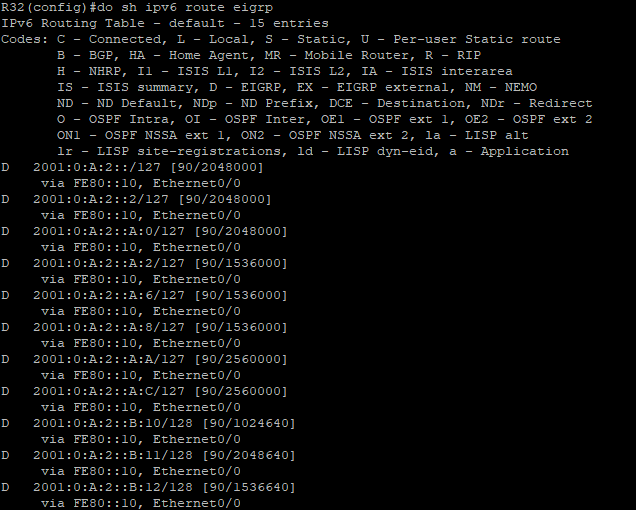 R32(config)#do sh ipv6 route eigrp
IPv6 Routing Table - default - 15 entries
Codes: C - Connected, L - Local, S - Static, U - Per-user Static route
       B - BGP, HA - Home Agent, MR - Mobile Router, R - RIP
       H - NHRP, I1 - ISIS L1, I2 - ISIS L2, IA - ISIS interarea
       IS - ISIS summary, D - EIGRP, EX - EIGRP external, NM - NEMO
       ND - ND Default, NDp - ND Prefix, DCE - Destination, NDr - Redirect
       O - OSPF Intra, OI - OSPF Inter, OE1 - OSPF ext 1, OE2 - OSPF ext 2
       ON1 - OSPF NSSA ext 1, ON2 - OSPF NSSA ext 2, la - LISP alt
       lr - LISP site-registrations, ld - LISP dyn-eid, a - Application
D   2001:0:A:2::/127 [90/2048000]
     via FE80::10, Ethernet0/0
D   2001:0:A:2::2/127 [90/2048000]
     via FE80::10, Ethernet0/0
D   2001:0:A:2::A:0/127 [90/2048000]
     via FE80::10, Ethernet0/0
D   2001:0:A:2::A:2/127 [90/1536000]
     via FE80::10, Ethernet0/0
D   2001:0:A:2::A:6/127 [90/1536000]
     via FE80::10, Ethernet0/0
D   2001:0:A:2::A:8/127 [90/1536000]
     via FE80::10, Ethernet0/0
D   2001:0:A:2::A:A/127 [90/2560000]
     via FE80::10, Ethernet0/0
D   2001:0:A:2::A:C/127 [90/2560000]
     via FE80::10, Ethernet0/0
D   2001:0:A:2::B:10/128 [90/1024640]
     via FE80::10, Ethernet0/0
D   2001:0:A:2::B:11/128 [90/2048640]
     via FE80::10, Ethernet0/0
D   2001:0:A:2::B:12/128 [90/1536640]
     via FE80::10, Ethernet0/0